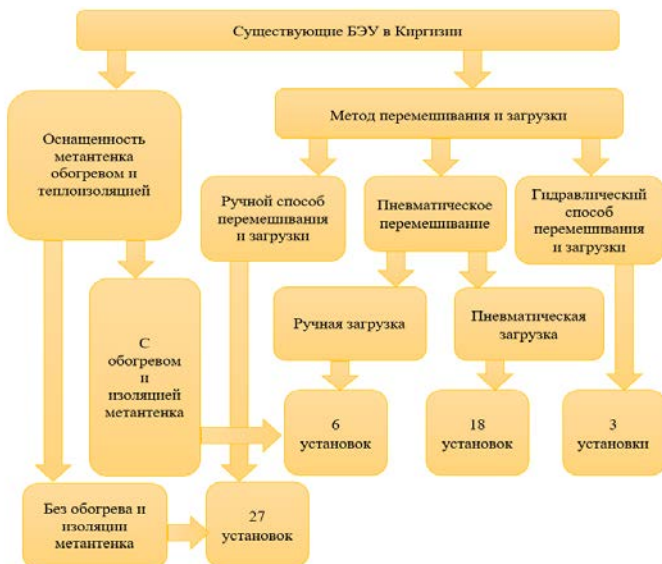 Существующие БЭУ в Киргизии
Оснащенность
метантенка
обогревом и
теплоизоляцией
Метод перемешивания и загрузки
Ручной способ
перемешивания
и загрузки
Пневматическое
перемешивание
Гидравлический
способ
перемешивания
и загрузки
С
обогревом
и
изоляцией
метантенка
Ручная загрузка
Пневматическая
загрузка
6
установок
18
установок
3
установки
Без обогрева и
изоляции
метантенка
27
установок